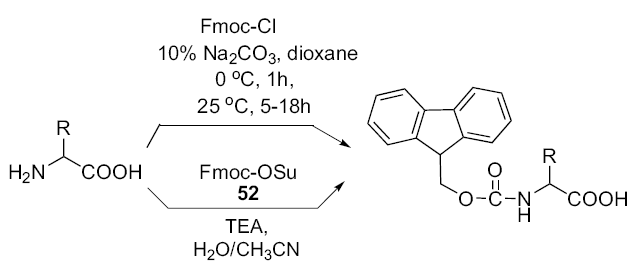 Fmoc-Cl
10% Na₂CO₃, dioxane
0 °C, 1h,
25 °C, 5-18h
R
H₂N
COOH
Fmoc-OSu
52
TEA,
H₂O/CH₃CN
O
O
C
N
H
R
COOH